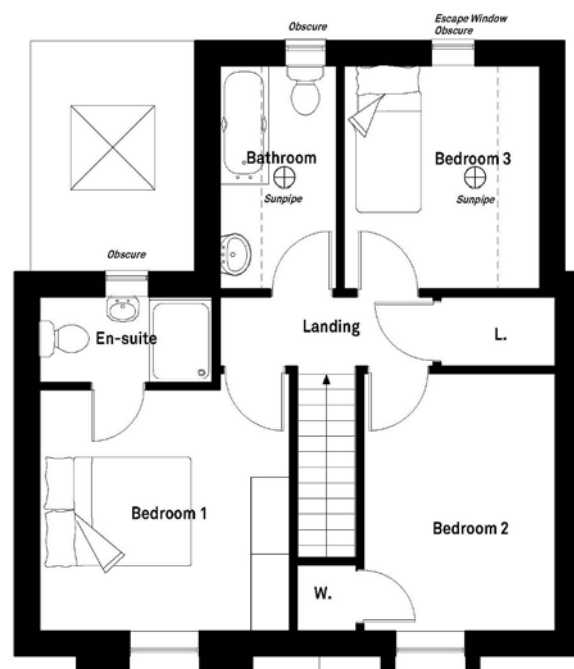 Obscure
Escape Window
Obscure
Bathroom
Sunpipe
Bedroom 3
Sunpipe
Obscure
En-suite
Landing
L.
Bedroom 1
Bedroom 2
W.